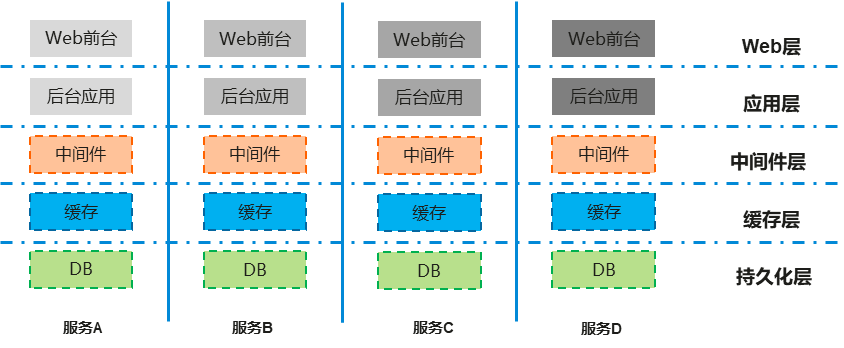 Web前台 Web前台 Web前台 Web前台 Web层
后台应用 后台应用 后台应用 后台应用 应用层
中间件 中间件 中间件 中间件 中间件层
缓存 缓存 缓存 缓存 缓存层
DB DB DB DB 持久化层
服务A 服务B 服务C 服务D